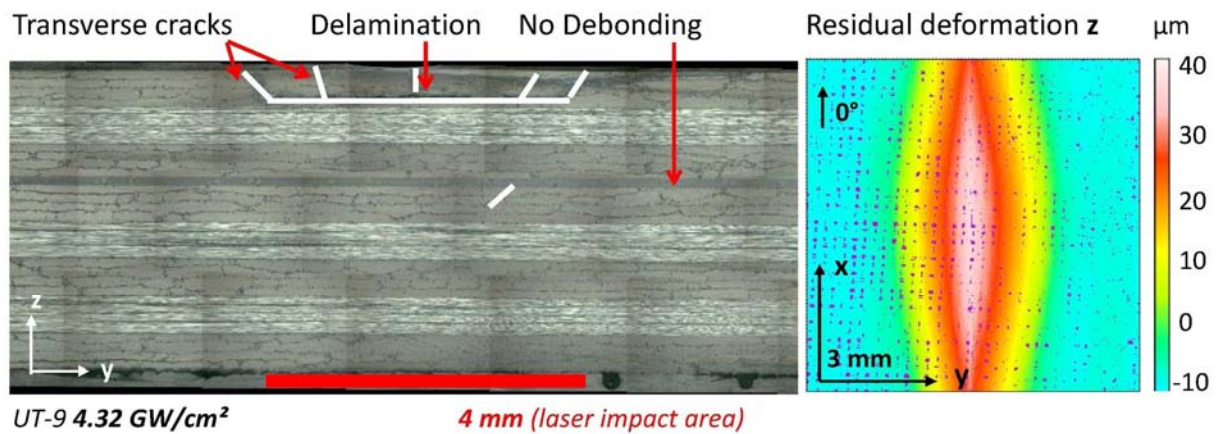 Transverse cracks
Delamination
No Debonding
Residual deformation z
µm
40
30
20
10
0
-10
0°
x
3 mm
y
z
y
UT-9 4.32 GW/cm²
4 mm (laser impact area)